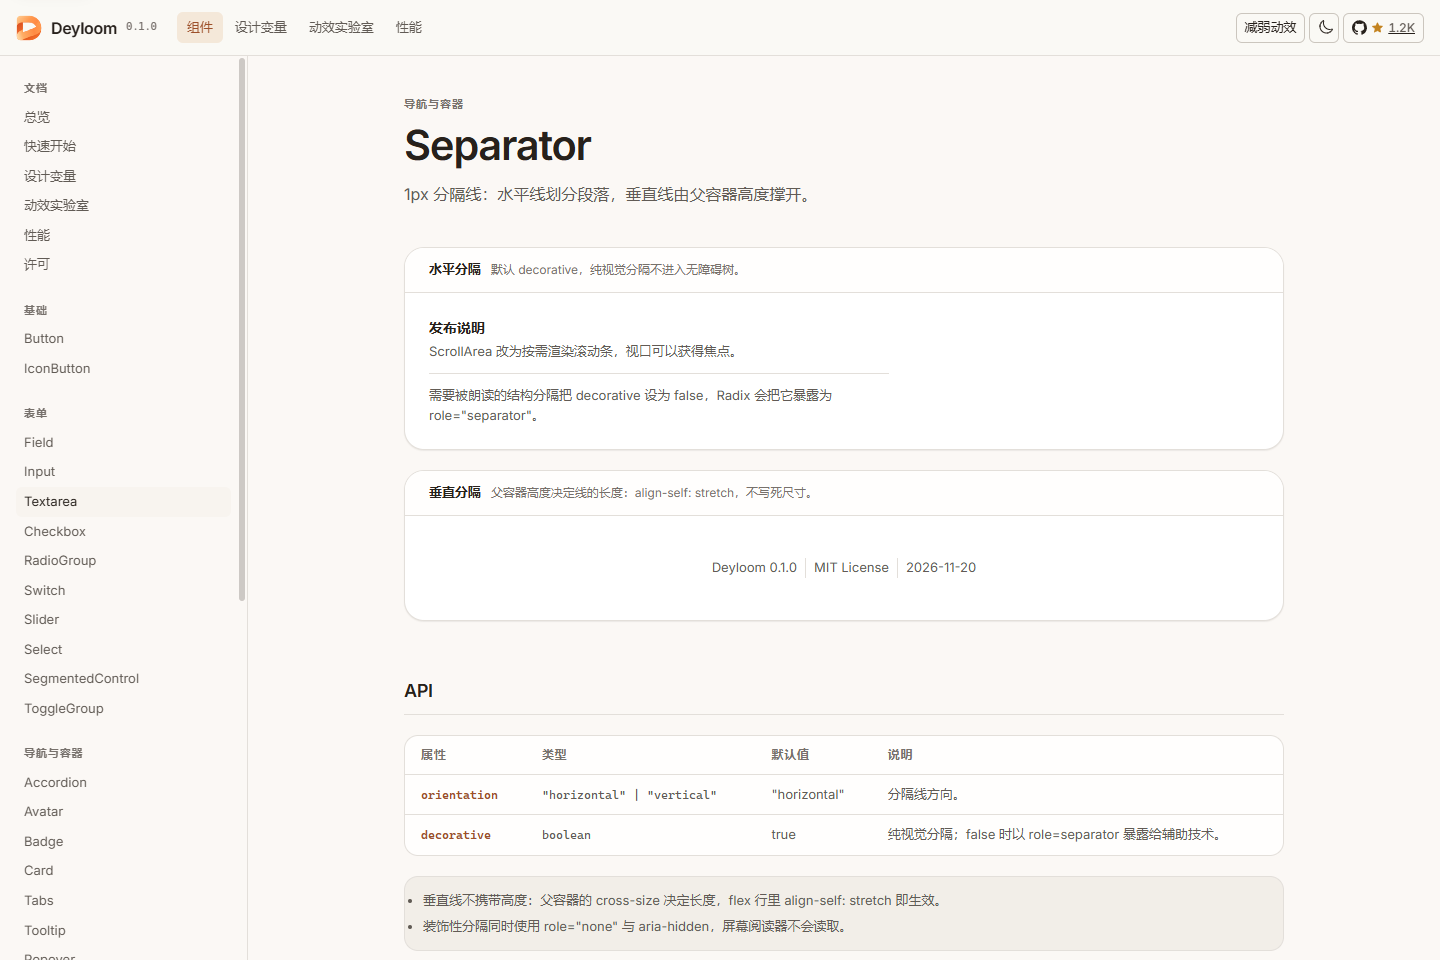 Deyloom 0.1.0 组件 设计变量 动效实验室 性能 减弱动效 1.2K
文档
总览
快速开始
设计变量
动效实验室
性能
许可
基础
Button
IconButton
表单
Field
Input
Textarea
Checkbox
RadioGroup
Switch
Slider
Select
SegmentedControl
ToggleGroup
导航与容器
Accordion
Avatar
Badge
Card
Tabs
Tooltip
Popover
导航与容器
Separator
1px 分隔线：水平线划分段落，垂直线由父容器高度撑开。
水平分隔 默认 decorative，纯视觉分隔不进入无障碍树。
发布说明
ScrollArea 改为按需渲染滚动条，视口可以获得焦点。
需要被朗读的结构分隔把 decorative 设为 false，Radix 会把它暴露为
role="separator"。
垂直分隔 父容器高度决定线的长度：align-self: stretch，不写死尺寸。
Deyloom 0.1.0 MIT License 2026-11-20
API
属性 类型 默认值 说明
orientation "horizontal" | "vertical" "horizontal" 分隔线方向。
decorative boolean true 纯视觉分隔；false 时以 role=separator 暴露给辅助技术。
• 垂直线不携带高度：父容器的 cross-size 决定长度，flex 行里 align-self: stretch 即生效。
• 装饰性分隔同时使用 role="none" 与 aria-hidden，屏幕阅读器不会读取。